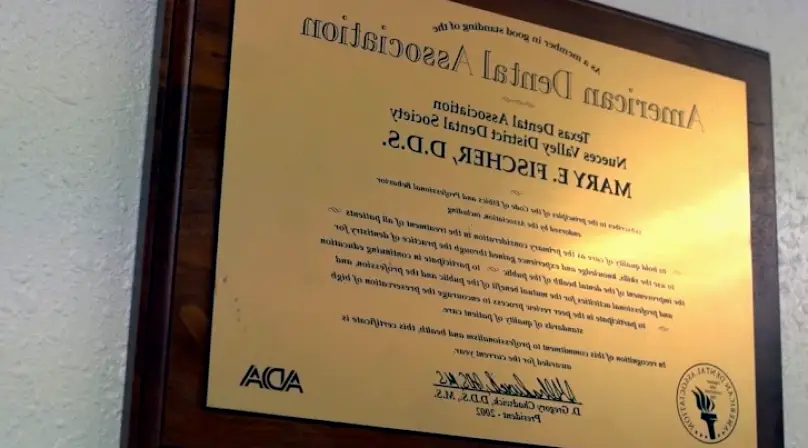 As a member in good standing of the
American Dental Association
Texas Dental Association
Nueces Valley District Dental Society
MARY E. FISCHER, D.D.S.
subscribes to the principles of the Code of Ethics and Professional Behavior
endorsed by the Association, including
to hold quality of care as the primary consideration in the treatment of all patients
to use the skills, knowledge and experience gained through the practice of dentistry for
the improvement of the dental health of the public to participate in continuing education
and professional activities for the mutual benefit of the public and the profession, and
to participate in the peer review process to encourage the preservation of high
standards of quality of patient care.
In recognition of this commitment to professionalism and health, this certificate is
awarded for the current year.
D. Gregory Chadwick, D.D.S., M.S.
President - 2002
ADA
AMERICAN DENTAL ASSOCIATION